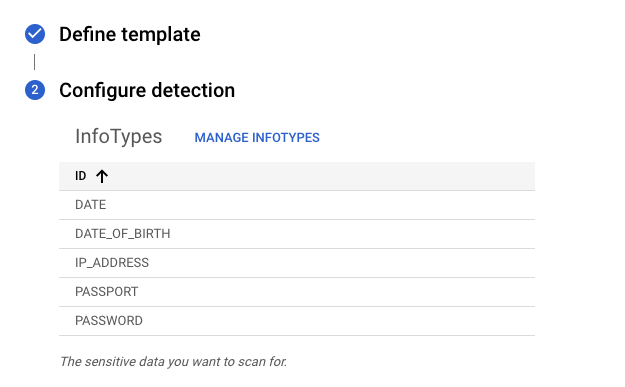 Define template
2 Configure detection
InfoTypes MANAGE INFOTYPES
ID
DATE
DATE_OF_BIRTH
IP_ADDRESS
PASSPORT
PASSWORD
The sensitive data you want to scan for.